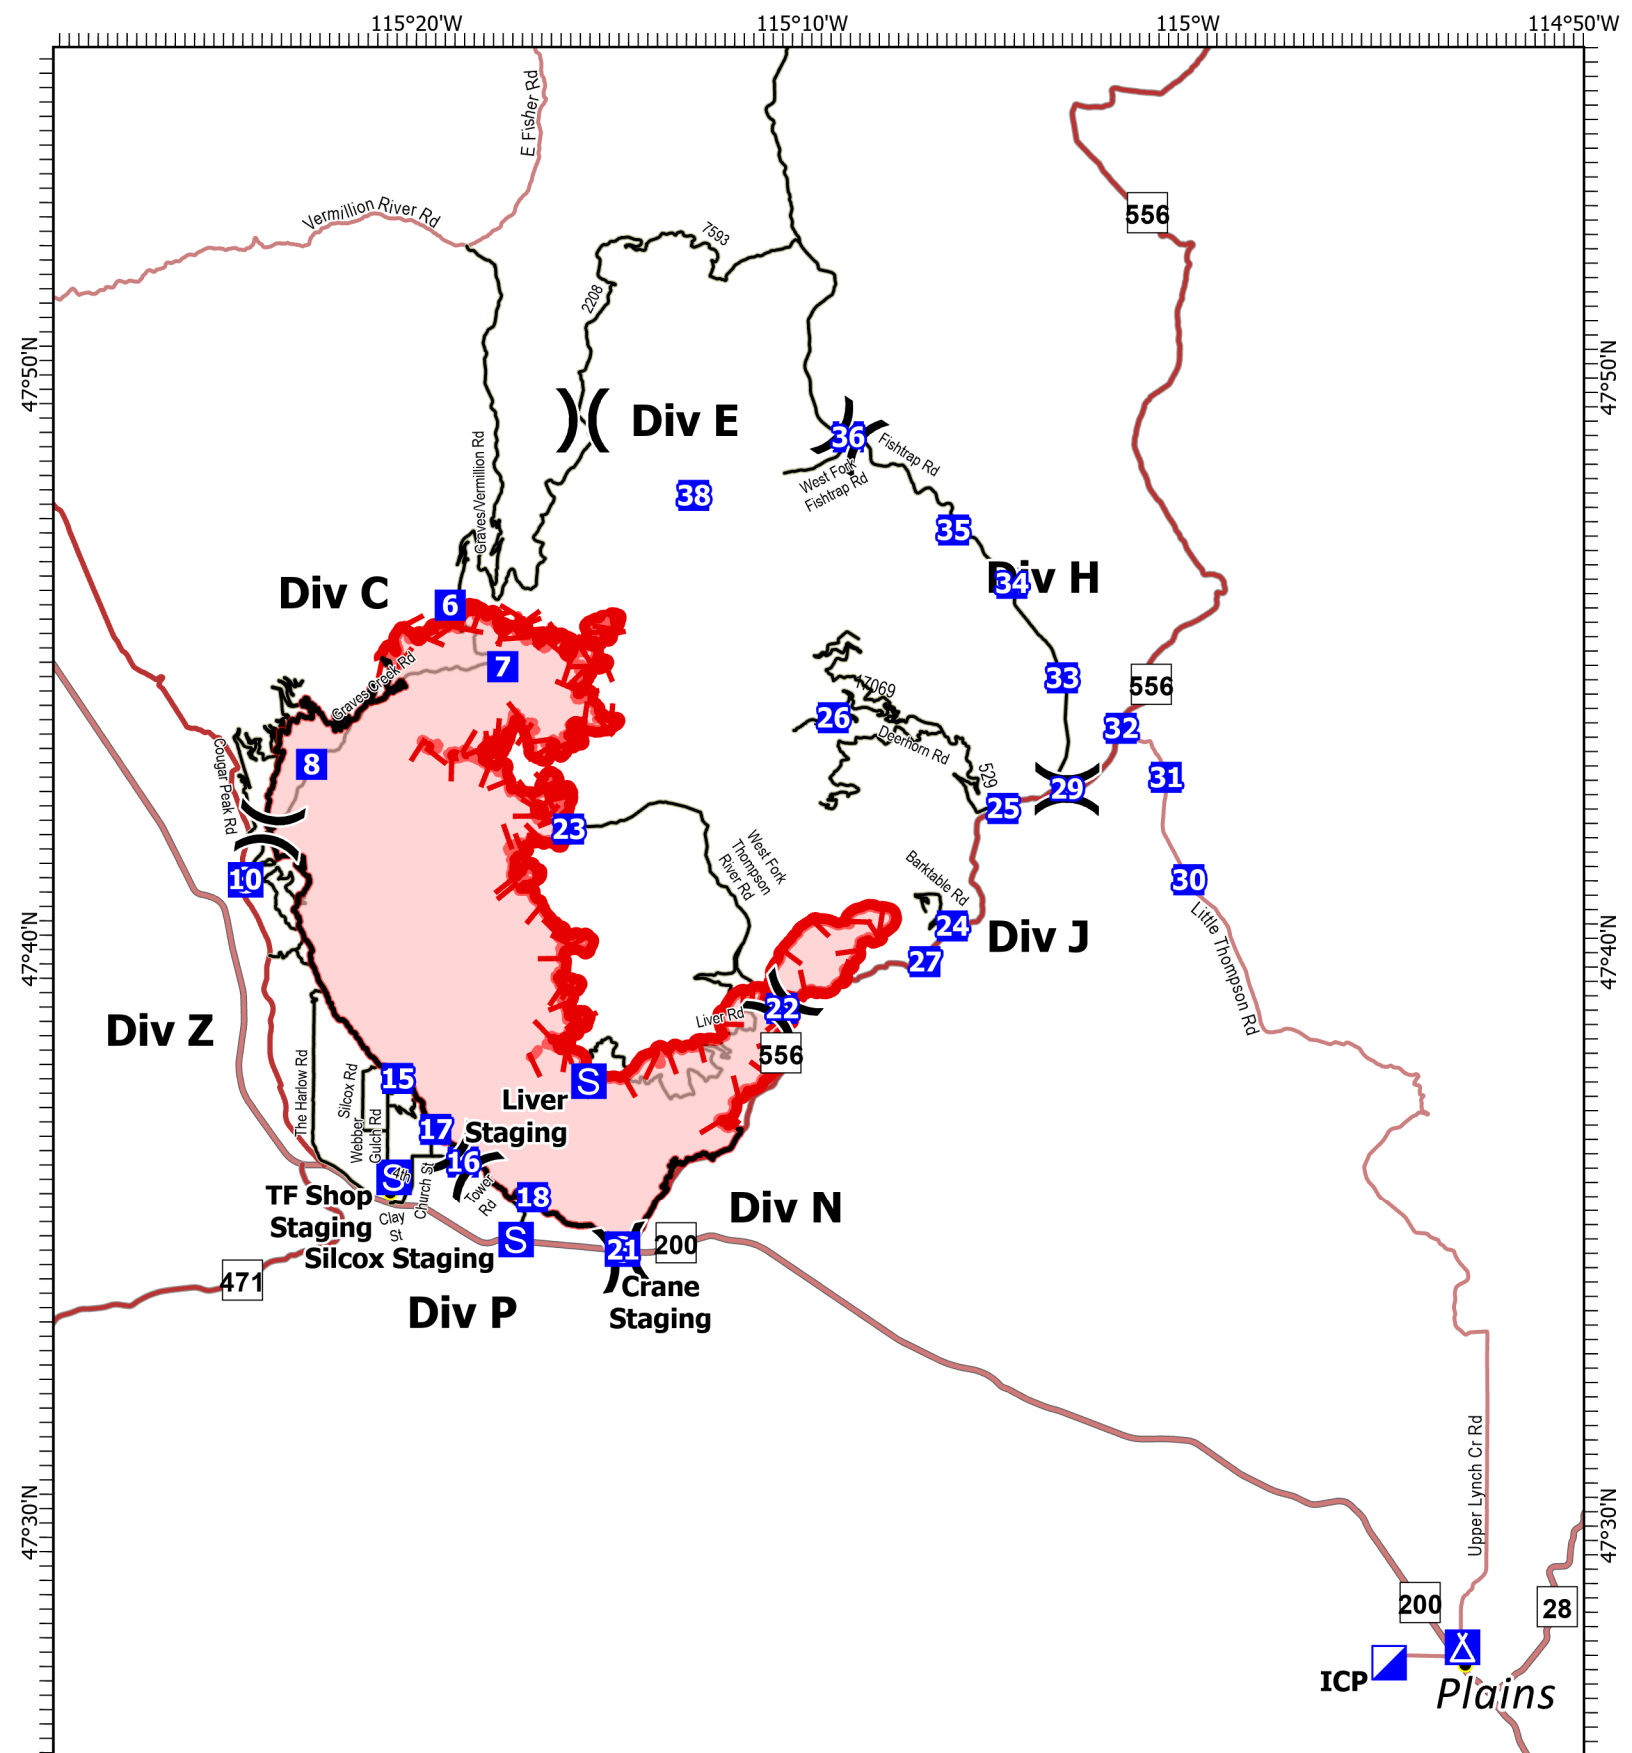 115°20'W
115°10'W
115°W
114°50'W
E Fisher Rd
Vermillion River Rd
7593
2208
556
47°50'N
47°50'N
Div E
36
Fishtrap Rd
West Fork
Fishtrap Rd
38
Graves/Vermillion Rd
35
Div C
Div H
34
6
7
33
Graves Creek Rd
556
17069
26
32
Deerhorn Rd
8
Cougar Peak Rd
529
31
29
25
23
West Fork
Thompson
River Rd
10
Barktable Rd
30
Little Thompson Rd
24
Div J
47°40'N
47°40'N
27
22
Liver Rd
Div Z
556
The Harlow Rd
Silcox Rd
15
S
Liver
Staging
Webber
Gulch Rd
17
16
S
4th
Church St
Tower
Rd
18
TF Shop
Staging
Clay
St
Div N
S
Silcox Staging
21
200
471
Crane
Staging
Div P
47°30'N
47°30'N
Upper Lynch Cr Rd
200
28
ICP
Plains